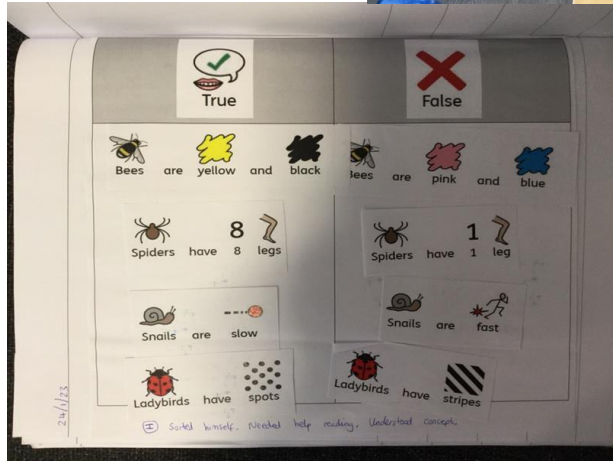 True False
Bees are yellow and black
Bees are pink and blue
Spiders have 8 legs
8
Spiders have 1 leg
1
Snails are slow
Snails are fast
Ladybirds have spots
Ladybirds have stripes
24/1/23
I Sorted himself. Needed help reading. Understood concept.